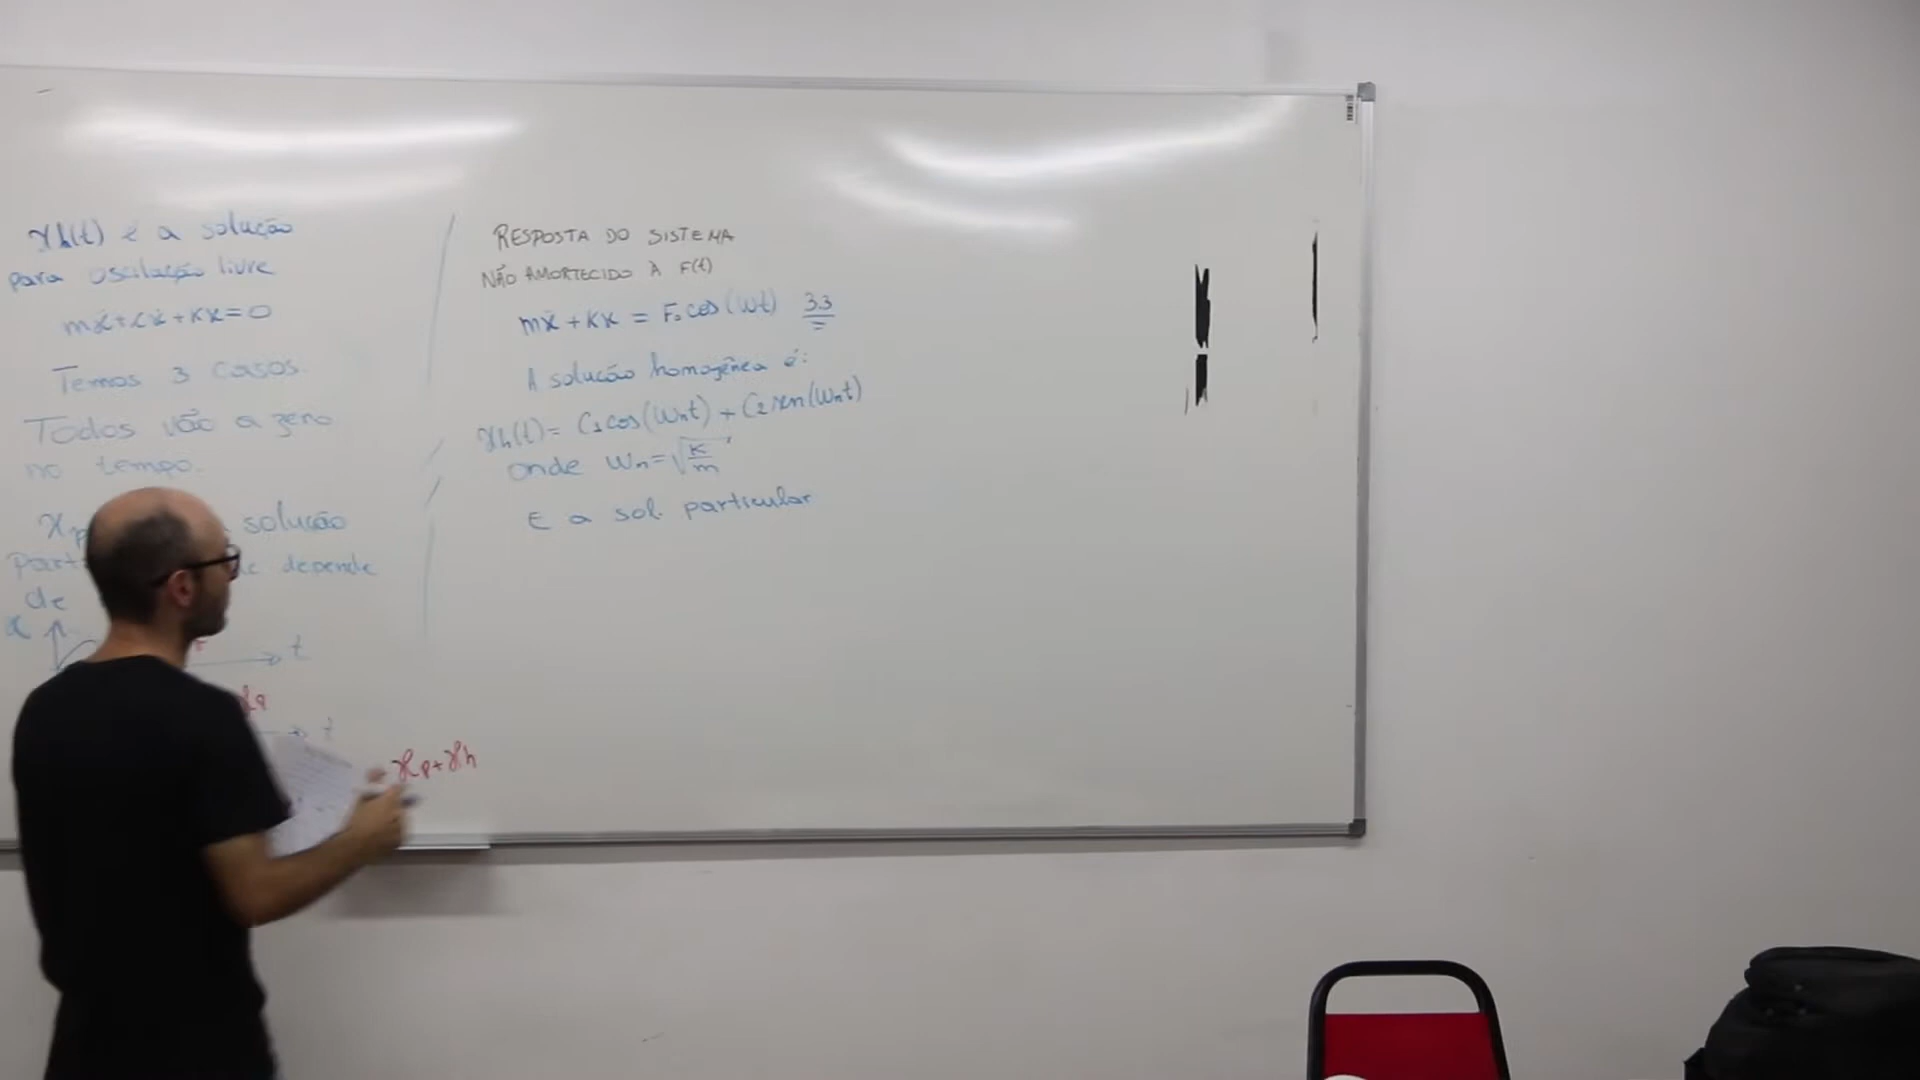 xh(t) é a solução
para oscilação livre
mẍ+cẋ+kx=0
Temos 3 casos.
Todos vão a zero
no tempo.
xp solução
Part depende
de
x t
t
xp+xh
RESPOSTA DO SISTEMA
NÃO AMORTECIDO À F(t)
mẍ+kx = F₀cos(ωt) 3.3
A solução homogênea é:
xh(t)= C₁cos(ωₙt) + C₂sen(ωₙt)
onde ωₙ=√(k/m)
E a sol. particular